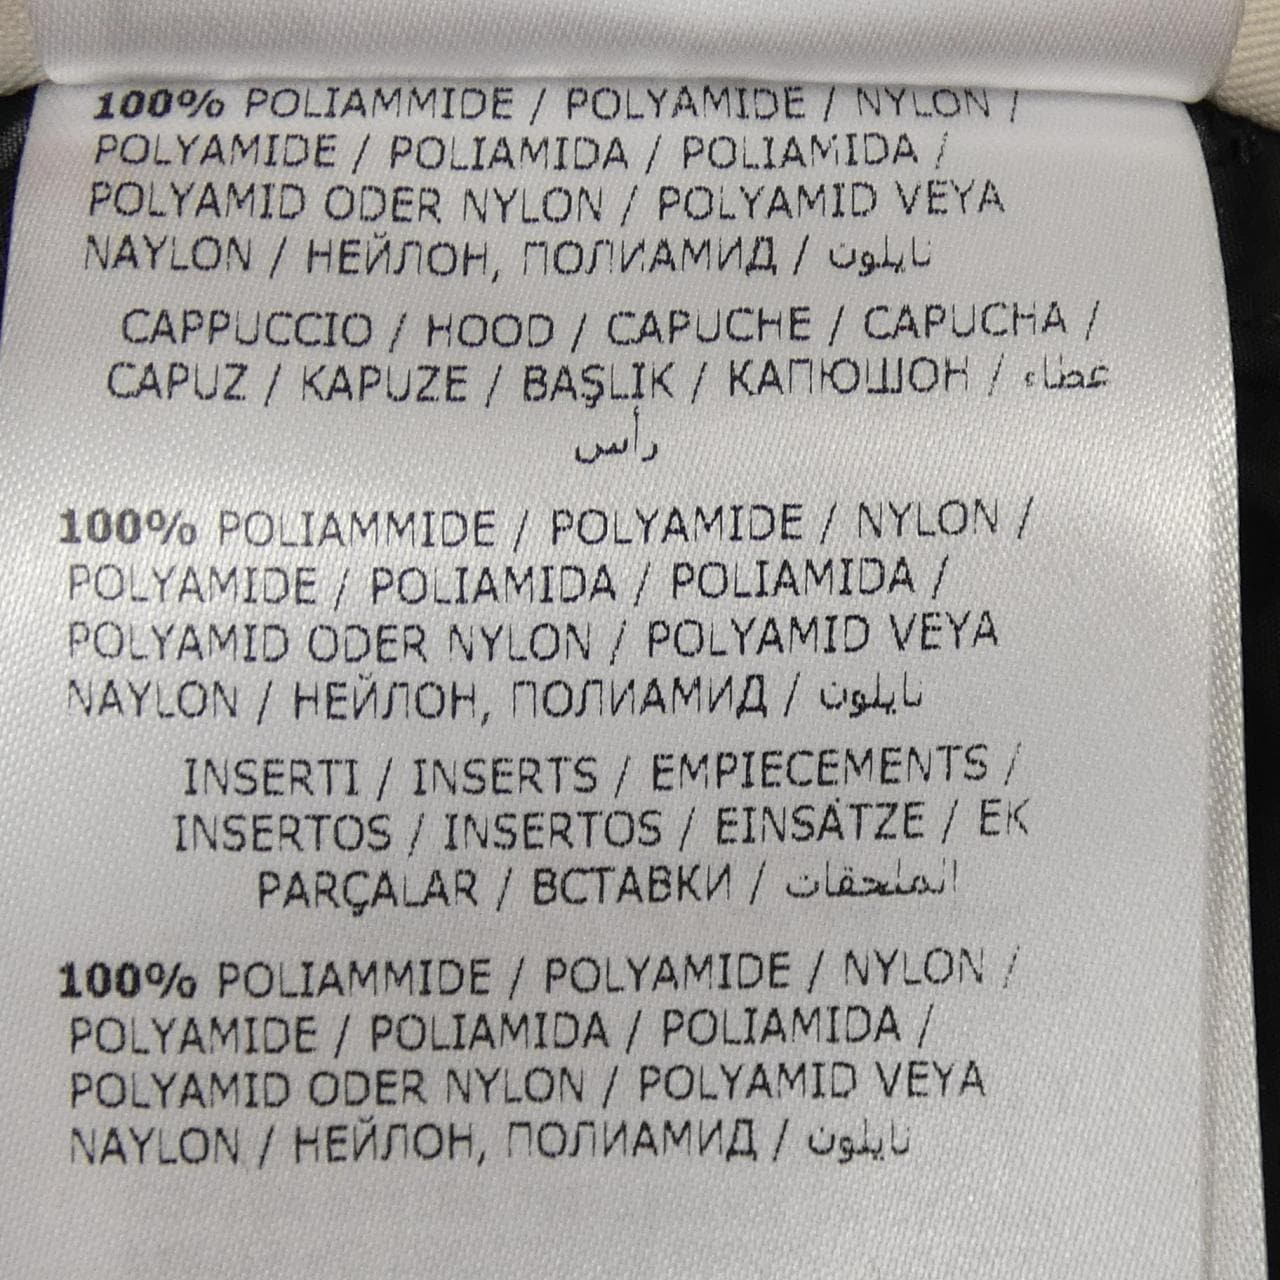 100% POLIAMMIDE / POLYAMIDE / NYLON /
POLYAMIDE / POLIAMIDA / POLIAMIDA /
POLYAMID ODER NYLON / POLYAMID VEYA
NAYLON / НЕЙЛОН, ПОЛИАМИД / نايلون
CAPPUCCIO / HOOD / CAPUCHE / CAPUCHA /
CAPUZ / KAPUZE / BAŞLIK / КАПЮШОН / غطاء
رأس
100% POLIAMMIDE / POLYAMIDE / NYLON /
POLYAMIDE / POLIAMIDA / POLIAMIDA /
POLYAMID ODER NYLON / POLYAMID VEYA
NAYLON / НЕЙЛОН, ПОЛИАМИД / نايلون
INSERTI / INSERTS / EMPIECEMENTS /
INSERTOS / INSERTOS / EINSÄTZE / EK
PARÇALAR / ВСТАВКИ / الملحقات
100% POLIAMMIDE / POLYAMIDE / NYLON /
POLYAMIDE / POLIAMIDA / POLIAMIDA /
POLYAMID ODER NYLON / POLYAMID VEYA
NAYLON / НЕЙЛОН, ПОЛИАМИД / نايلون